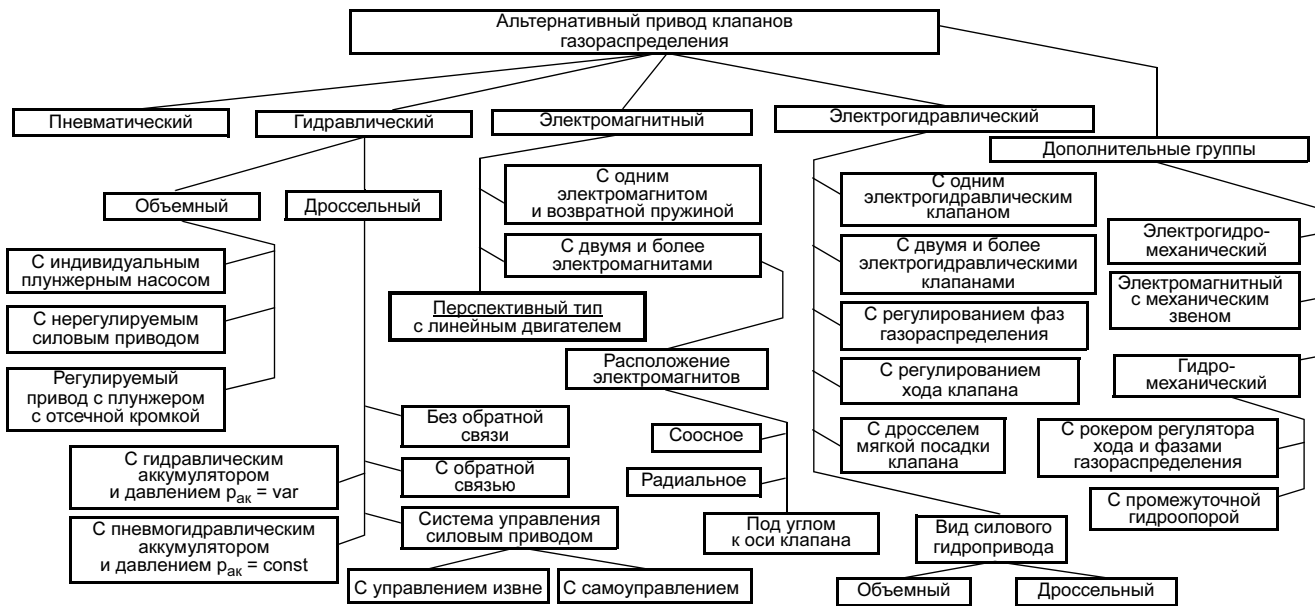 Альтернативный привод клапанов
газораспределения
Пневматический
Гидравлический
Электромагнитный
Электрогидравлический
Дополнительные группы
Объемный
Дроссельный
С индивидуальным
плунжерным насосом
С нерегулируемым
силовым приводом
Регулируемый
привод с плунжером
с отсечной кромкой
С гидравлическим
аккумулятором
и давлением pак = var
С пневмогидравлическим
аккумулятором
и давлением pак = const
Без обратной
связи
С обратной
связью
Система управления
силовым приводом
С управлением извне
С самоуправлением
С одним
электромагнитом
и возвратной пружиной
С двумя и более
электромагнитами
Перспективный тип
с линейным двигателем
Расположение
электромагнитов
Соосное
Радиальное
Под углом
к оси клапана
С одним
электрогидравлическим
клапаном
С двумя и более
электрогидравлическими
клапанами
С регулированием фаз
газораспределения
С регулированием
хода клапана
С дросселем
мягкой посадки
клапана
Вид силового
гидропривода
Объемный
Дроссельный
Электрогидро-
механический
Электромагнитный
с механическим
звеном
Гидро-
механический
С рокером регулятора
хода и фазами
газораспределения
С промежуточной
гидроопорой